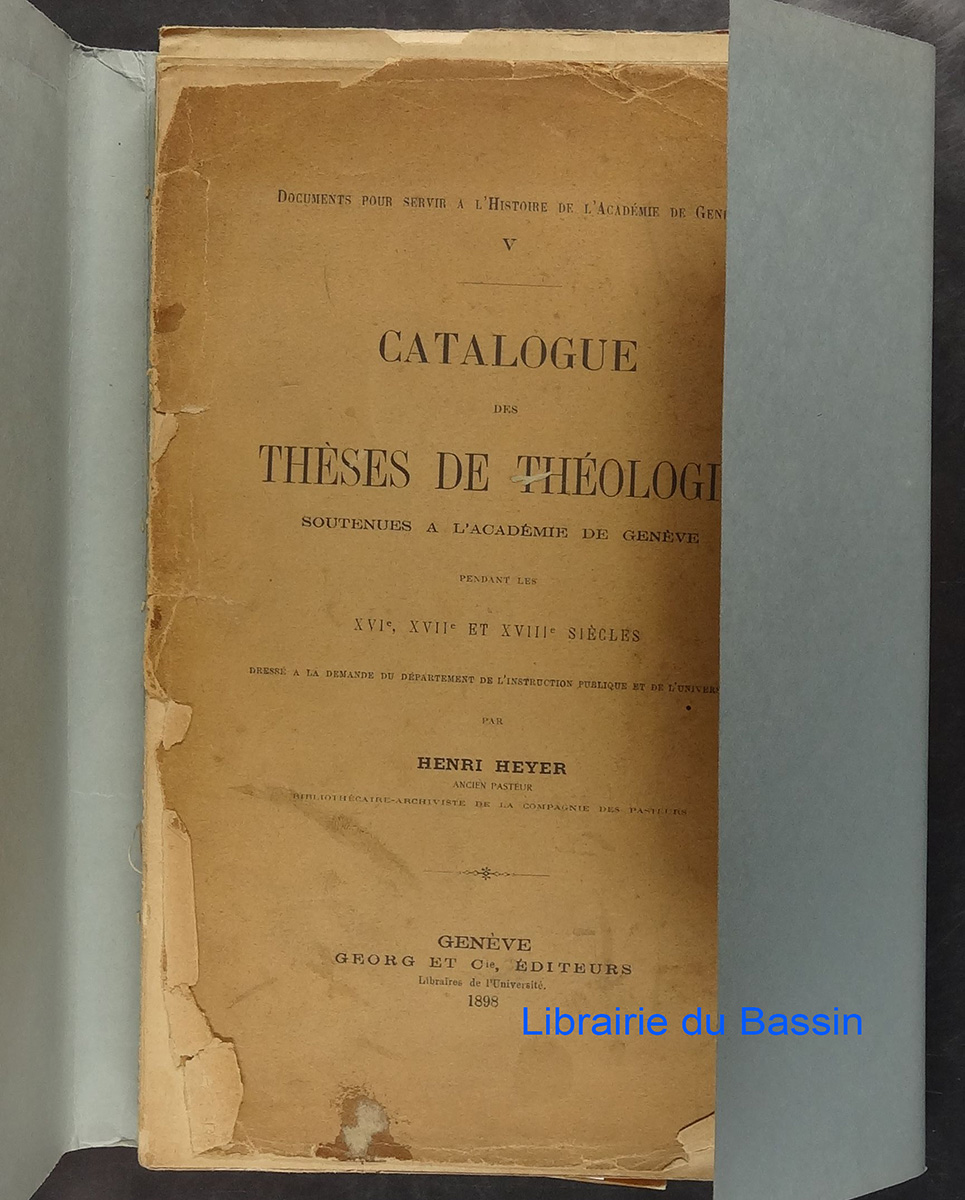 DOCUMENTS POUR SERVIR A L'HISTOIRE DE L'ACADÉMIE DE
V
CATALOGUE
DES
THÈSES DE THÉOLOGI
SOUTENUES A L'ACADÉMIE DE GENÈVE
PENDANT LES
XVIe, XVIIe ET XVIIIe SIÈCLES
DRESSÉ A LA DEMANDE DU DÉPARTEMENT DE L'INSTRUCTION PUBLIQUE ET DE
PAR
HENRI HEYER
ANCIEN PASTEUR
BIBLIOTHÉCAIRE-ARCHIVISTE DE LA COMPAGNIE DES PASTEURS
GENÈVE
GEORG ET Cie, ÉDITEURS
Libraires de l'Université.
1898
Librairie du Bassin